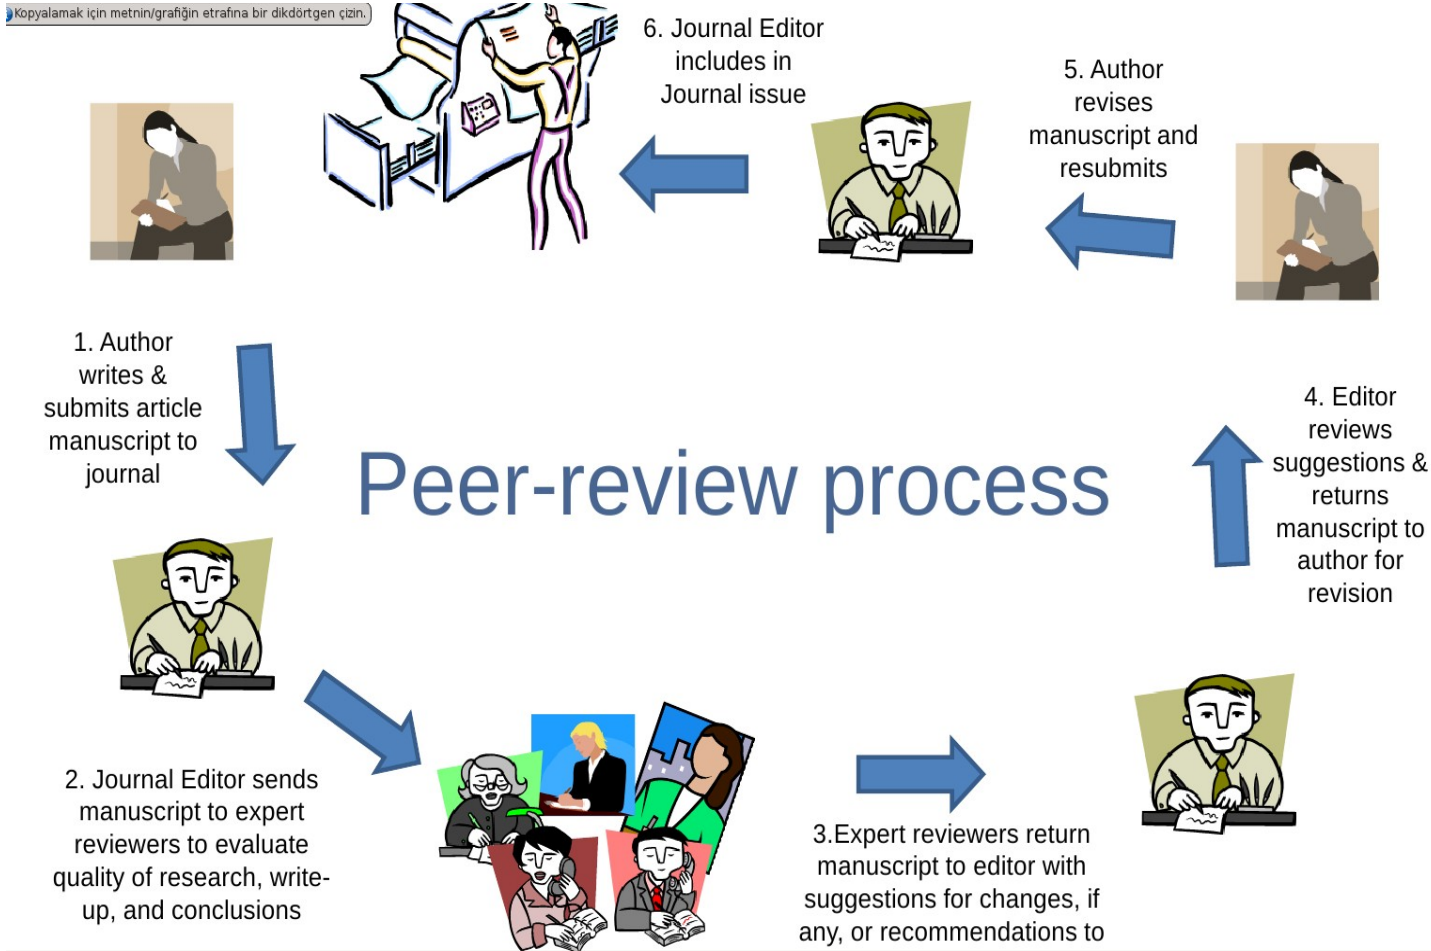 Kopyalamak için metnin/grafiğin etrafına bir dikdörtgen çizin.
6. Journal Editor
includes in
Journal issue
5. Author
revises
manuscript and
resubmits
1. Author
writes &
submits article
manuscript to
journal
Peer-review process
4. Editor
reviews
suggestions &
returns
manuscript to
author for
revision
2. Journal Editor sends
manuscript to expert
reviewers to evaluate
quality of research, write-
up, and conclusions
3.Expert reviewers return
manuscript to editor with
suggestions for changes, if
any, or recommendations to